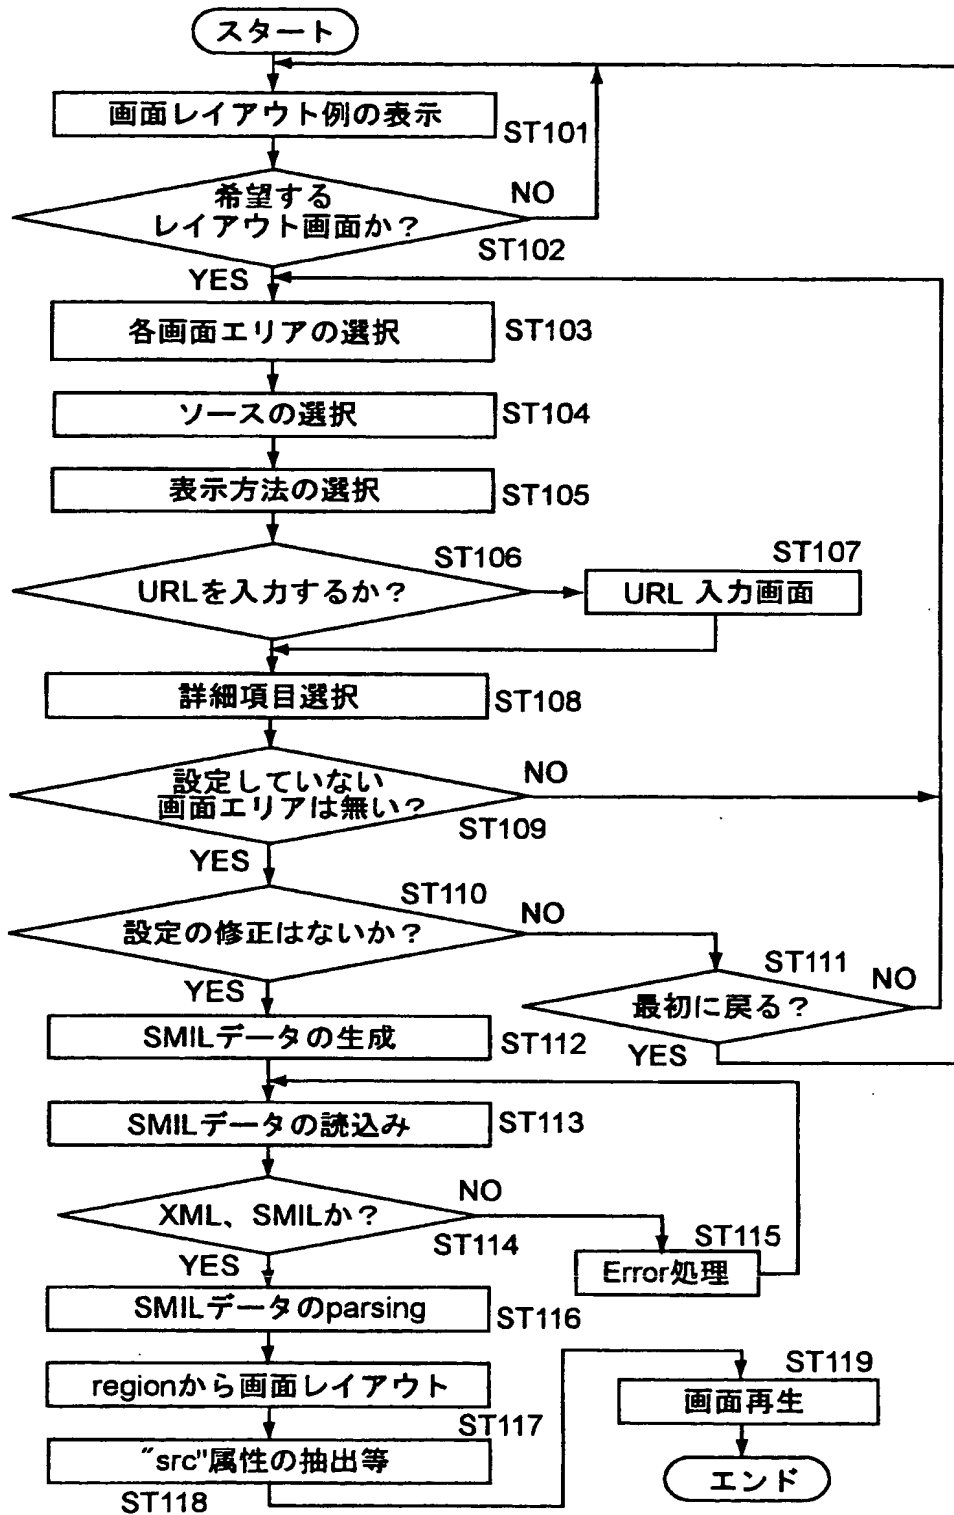 スタート
画面レイアウト例の表示
ST101
希望する
レイアウト画面か?
NO
ST102
YES
各画面エリアの選択
ST103
ソースの選択
ST104
表示方法の選択
ST105
URLを入力するか?
ST106
ST107
URL 入力画面
詳細項目選択
ST108
設定していない
画面エリアは無い?
NO
ST109
YES
ST110
設定の修正はないか?
NO
YES
ST111
最初に戻る?
NO
YES
SMILデータの生成
ST112
SMILデータの読込み
ST113
XML、SMILか?
NO
ST114
YES
ST115
Error処理
SMILデータのparsing
ST116
regionから画面レイアウト
ST117
"src"属性の抽出等
ST118
ST119
画面再生
エンド